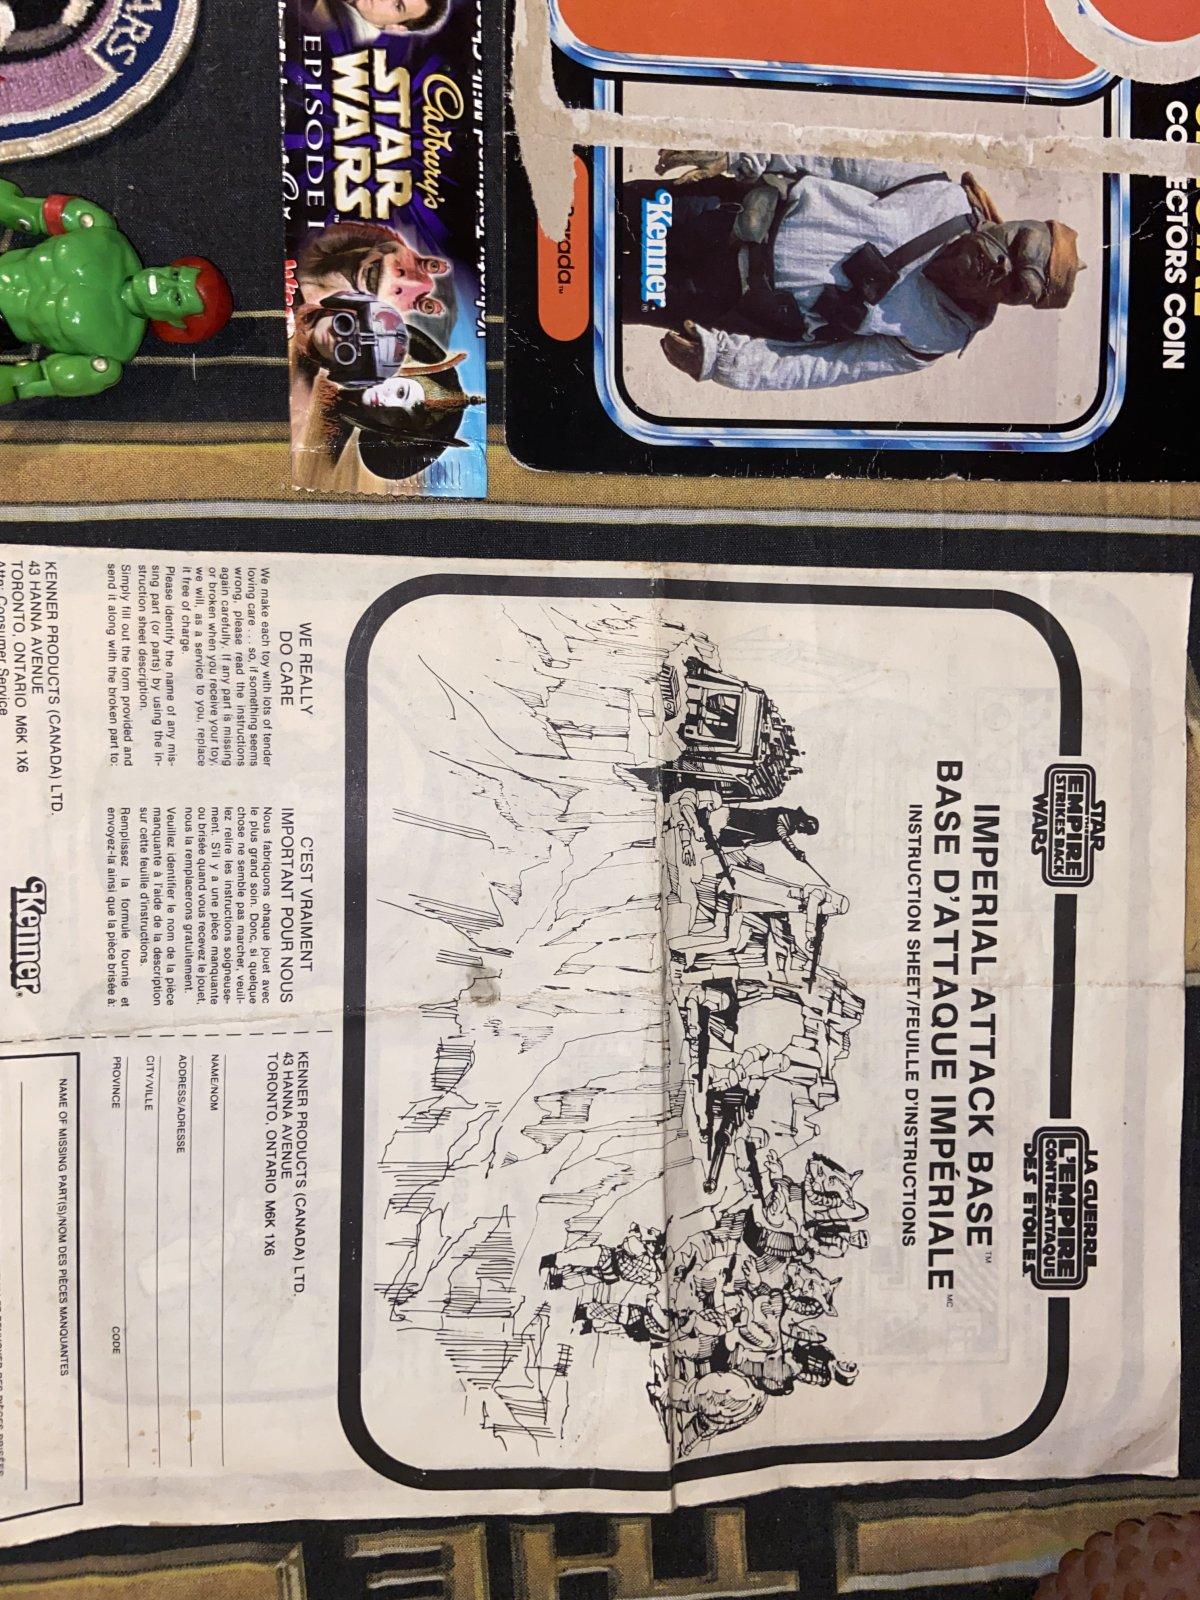 STAR
WARS
THE
EMPIRE
STRIKES BACK
LA GUERRE
L'EMPIRE
CONTRE-ATTAQUE
DES ETOILES
IMPERIAL ATTACK BASE™
BASE D'ATTAQUE IMPÉRIALE MC
INSTRUCTION SHEET/FEUILLE D'INSTRUCTIONS
WE REALLY
DO CARE
We make each toy with lots of tender
loving care . . . so, if something seems
wrong, please read the instructions
again carefully. If any part is missing
or broken when you receive your toy,
we will, as a service to you, replace
it free of charge.
Please identify the name of any mis-
sing part (or parts) by using the in-
struction sheet description.
Simply fill out the form provided and
send it along with the broken part to:
KENNER PRODUCTS (CANADA) LTD.
43 HANNA AVENUE
TORONTO, ONTARIO M6K 1X6
Attn: Consumer Service
C'EST VRAIMENT
IMPORTANT POUR NOUS
Nous fabriquons chaque jouet avec
le plus grand soin. Donc, si quelque
chose ne semble pas marcher, veuil-
lez relire les instructions soigneuse-
ment. S'il y a une pièce manquante
ou brisée quand vous recevez le jouet,
nous la remplacerons gratuitement.
Veuillez identifier le nom de la pièce
manquante à l'aide de la description
sur cette feuille d'instructions.
Remplissez la formule fournie et
envoyez-la ainsi que la pièce brisée à:
Kenner®
KENNER PRODUCTS (CANADA) LTD.
43 HANNA AVENUE
TORONTO, ONTARIO M6K 1X6
NAME/NOM
ADDRESS/ADRESSE
CITY/VILLE
PROVINCE CODE
NAME OF MISSING PART(S)/NOM DES PIÈCES MANQUANTES
COLLECTORS COIN
Kenner®
Cadbury's
STAR
WARS™
EPISODE I
ARS
THE